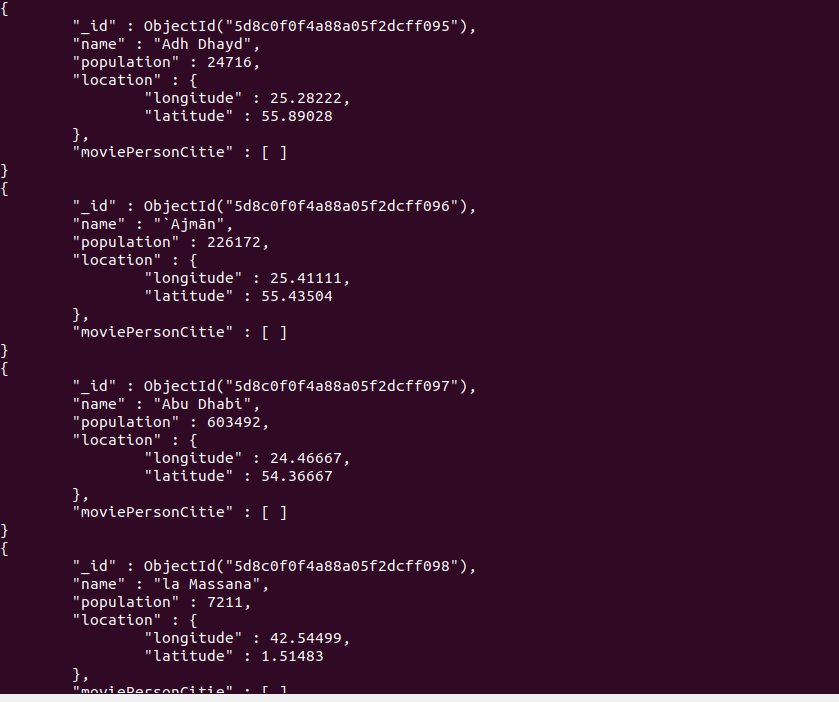 {
        "_id" : ObjectId("5d8c0f0f4a88a05f2dcff095"),
        "name" : "Adh Dhayd",
        "population" : 24716,
        "location" : {
                "longitude" : 25.28222,
                "latitude" : 55.89028
        },
        "moviePersonCitie" : [ ]
}
{
        "_id" : ObjectId("5d8c0f0f4a88a05f2dcff096"),
        "name" : "`Ajmān",
        "population" : 226172,
        "location" : {
                "longitude" : 25.41111,
                "latitude" : 55.43504
        },
        "moviePersonCitie" : [ ]
}
{
        "_id" : ObjectId("5d8c0f0f4a88a05f2dcff097"),
        "name" : "Abu Dhabi",
        "population" : 603492,
        "location" : {
                "longitude" : 24.46667,
                "latitude" : 54.36667
        },
        "moviePersonCitie" : [ ]
}
{
        "_id" : ObjectId("5d8c0f0f4a88a05f2dcff098"),
        "name" : "la Massana",
        "population" : 7211,
        "location" : {
                "longitude" : 42.54499,
                "latitude" : 1.51483
        },
        "moviePersonCitie" : [ ]